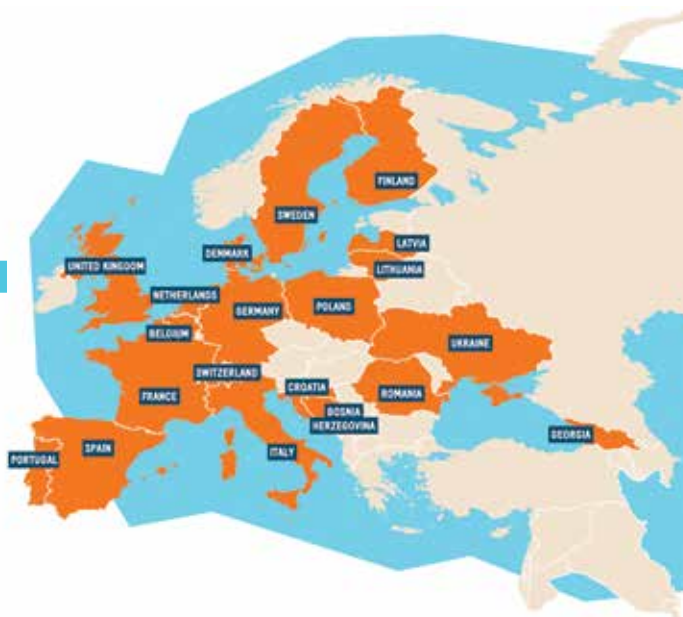 FINLAND
SWEDEN
LATVIA
DENMARK
UNITED KINGDOM
LITHUANIA
NETHERLANDS
GERMANY
POLAND
BELGIUM
UKRAINE
SWITZERLAND
CROATIA
FRANCE
ROMANIA
BOSNIA
HERZEGOVINA
GEORGIA
SPAIN
ITALY
PORTUGAL